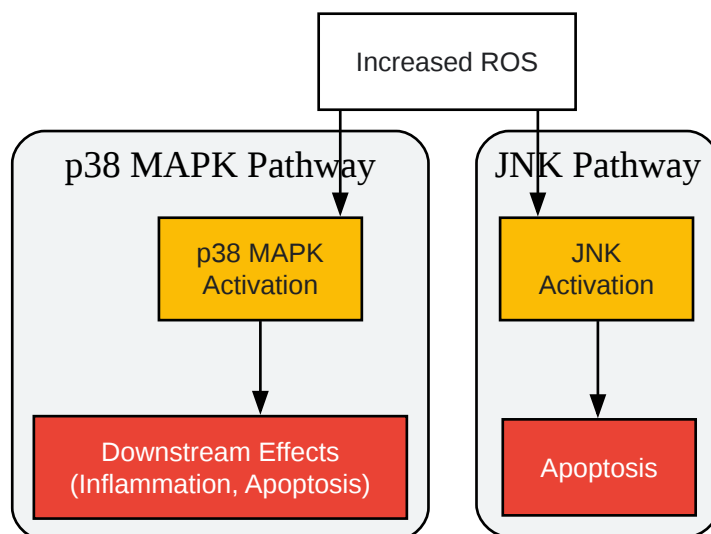 Increased ROS
p38 MAPK Pathway
JNK Pathway
p38 MAPK
Activation
JNK
Activation
Downstream Effects
(Inflammation, Apoptosis)
Apoptosis